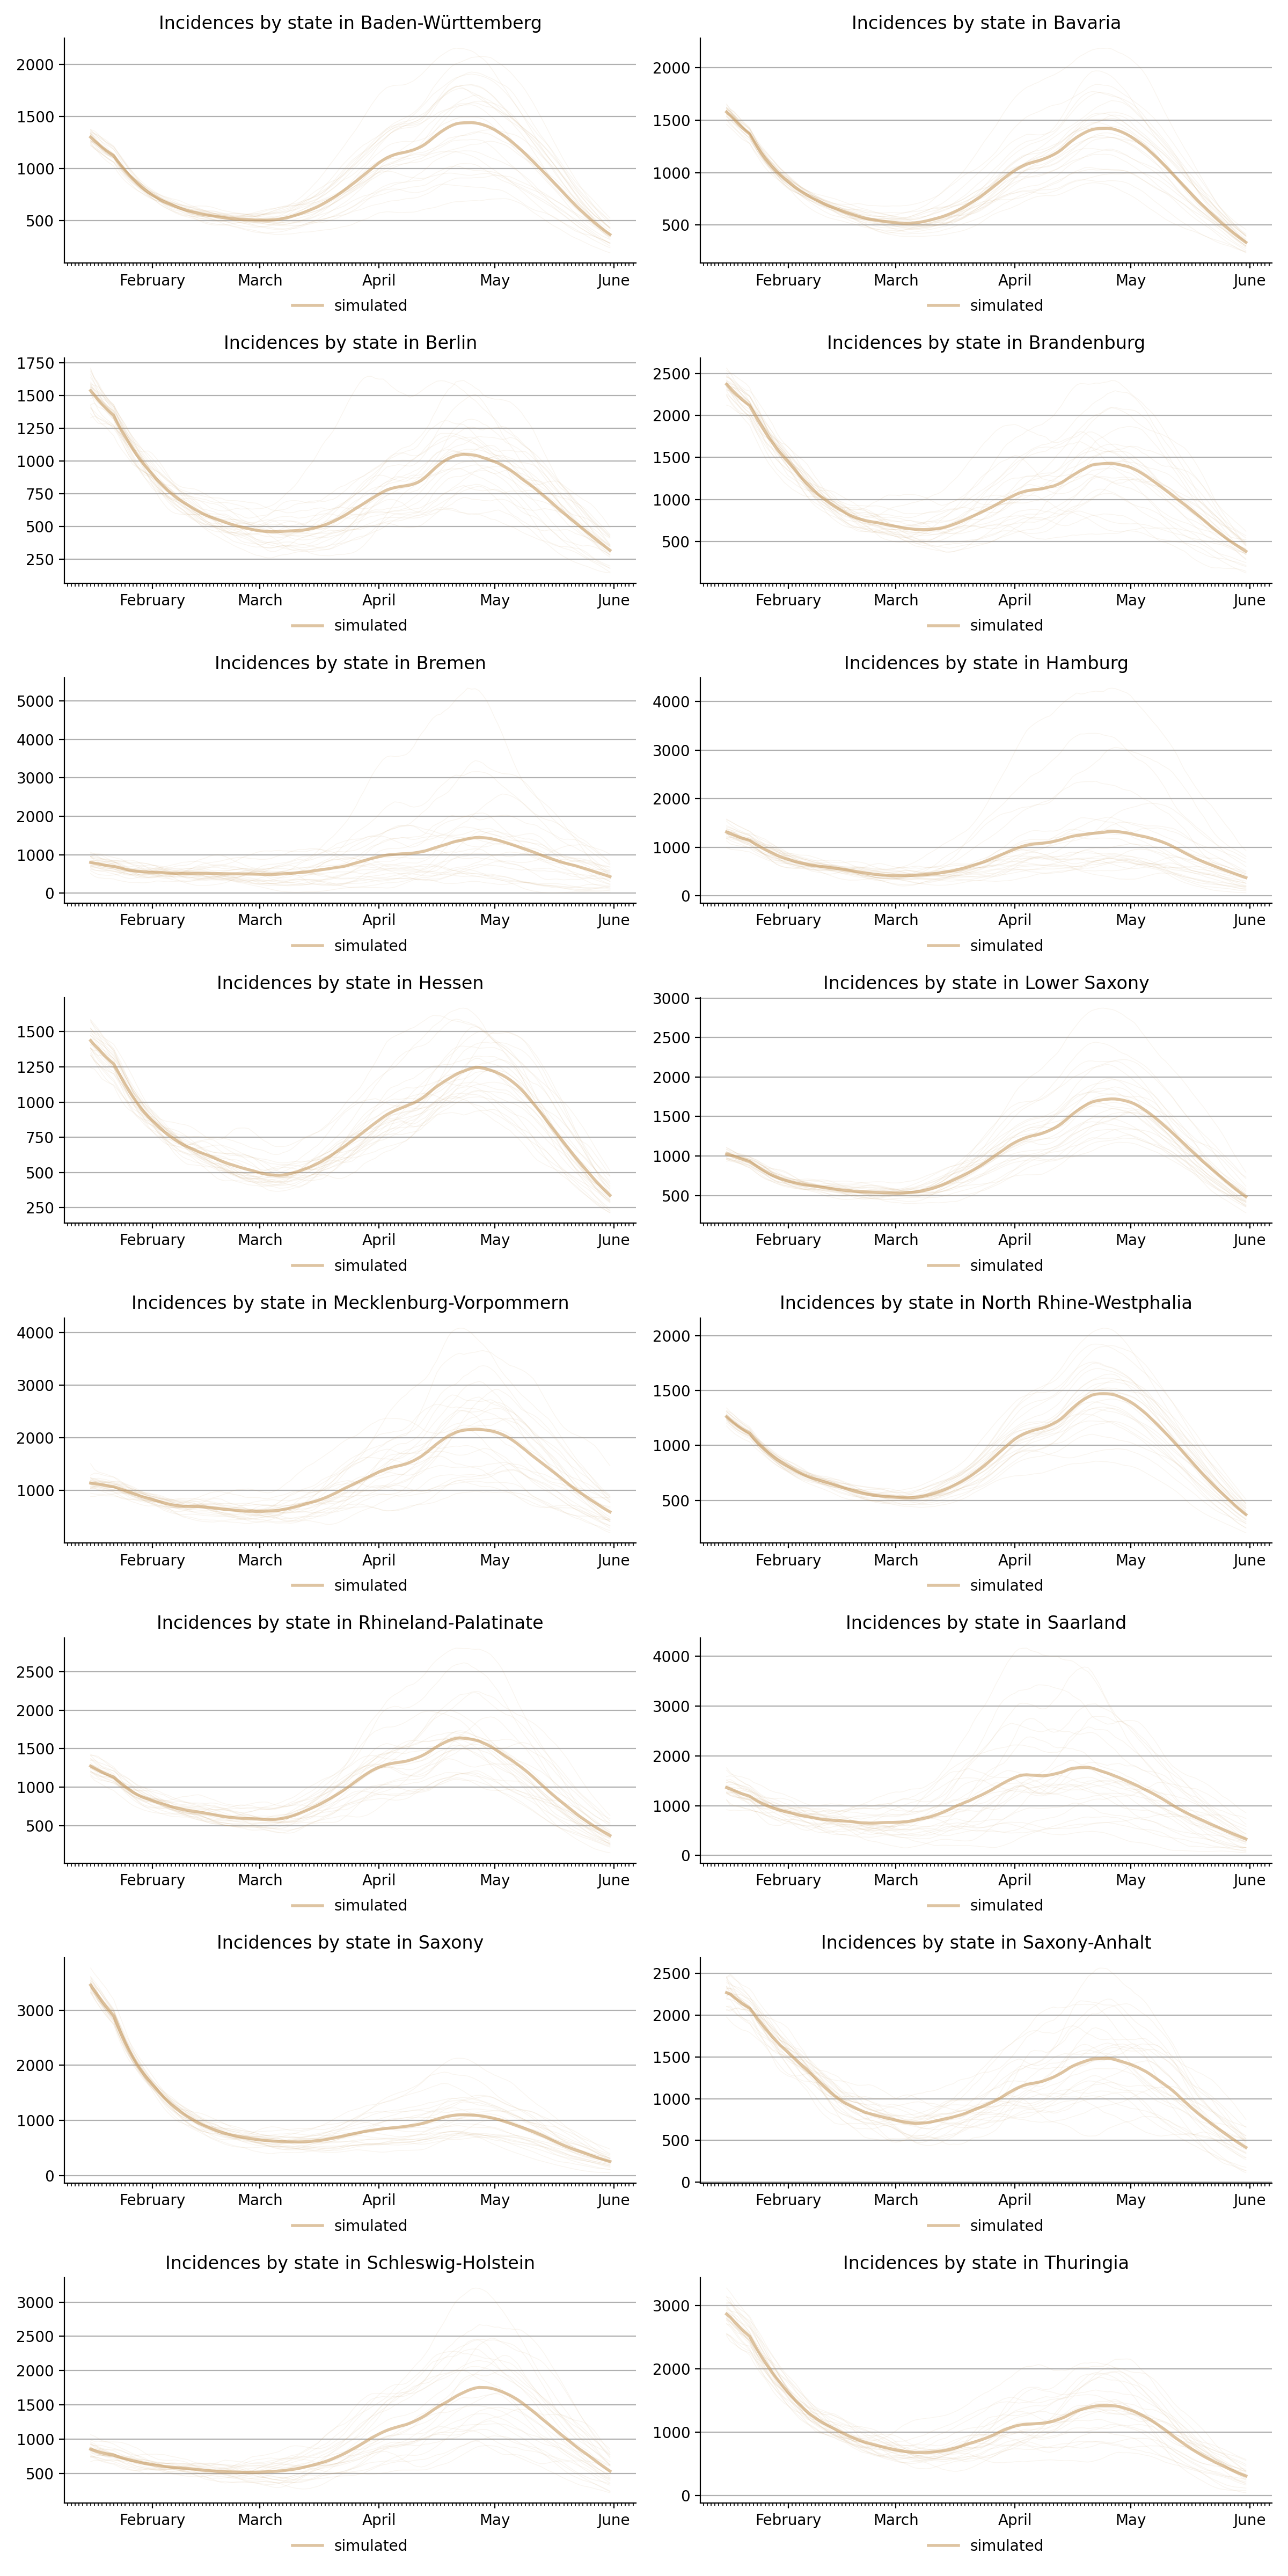 Incidences by state in Baden-Württemberg
2000
1500
1000
500
February March April May June
simulated
Incidences by state in Bavaria
2000
1500
1000
500
February March April May June
simulated
Incidences by state in Berlin
1750
1500
1250
1000
750
500
250
February March April May June
simulated
Incidences by state in Brandenburg
2500
2000
1500
1000
500
February March April May June
simulated
Incidences by state in Bremen
5000
4000
3000
2000
1000
0
February March April May June
simulated
Incidences by state in Hamburg
4000
3000
2000
1000
0
February March April May June
simulated
Incidences by state in Hessen
1500
1250
1000
750
500
250
February March April May June
simulated
Incidences by state in Lower Saxony
3000
2500
2000
1500
1000
500
February March April May June
simulated
Incidences by state in Mecklenburg-Vorpommern
4000
3000
2000
1000
February March April May June
simulated
Incidences by state in North Rhine-Westphalia
2000
1500
1000
500
February March April May June
simulated
Incidences by state in Rhineland-Palatinate
2500
2000
1500
1000
500
February March April May June
simulated
Incidences by state in Saarland
4000
3000
2000
1000
0
February March April May June
simulated
Incidences by state in Saxony
3000
2000
1000
0
February March April May June
simulated
Incidences by state in Saxony-Anhalt
2500
2000
1500
1000
500
0
February March April May June
simulated
Incidences by state in Schleswig-Holstein
3000
2500
2000
1500
1000
500
February March April May June
simulated
Incidences by state in Thuringia
3000
2000
1000
0
February March April May June
simulated